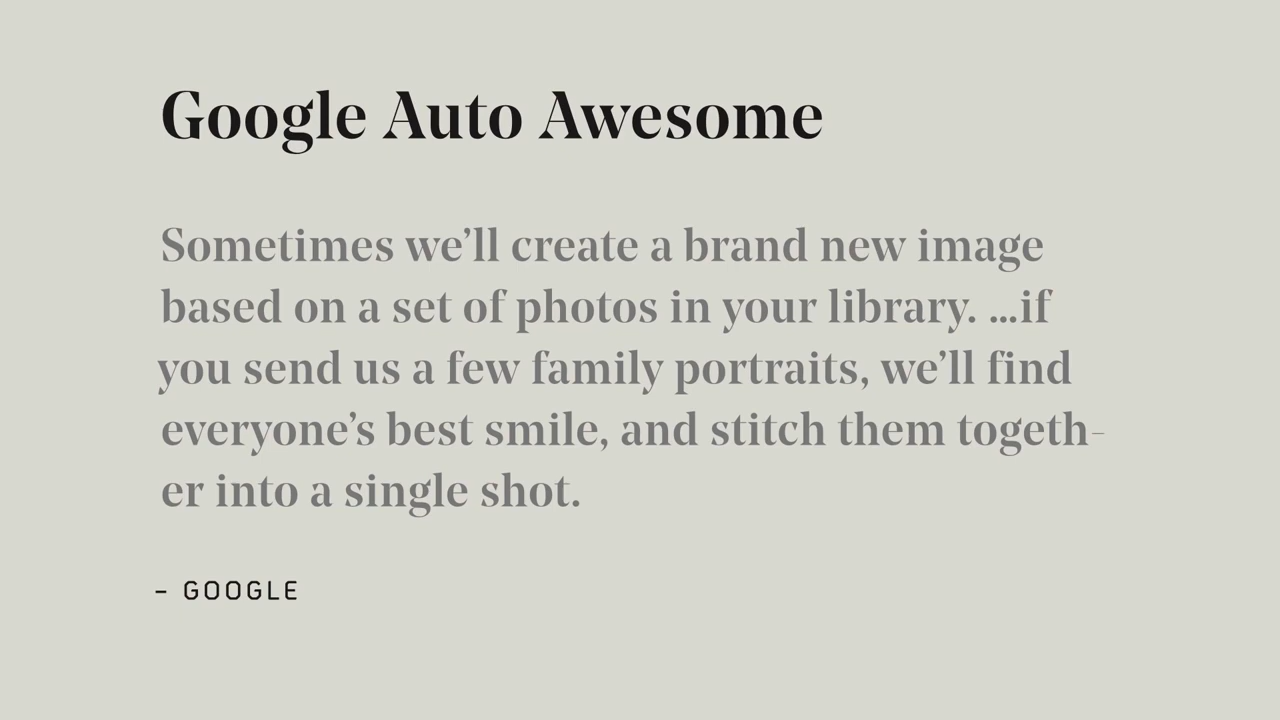 Google Auto Awesome
Sometimes we’ll create a brand new image
based on a set of photos in your library. …if
you send us a few family portraits, we’ll find
everyone’s best smile, and stitch them togeth-
er into a single shot.
– GOOGLE